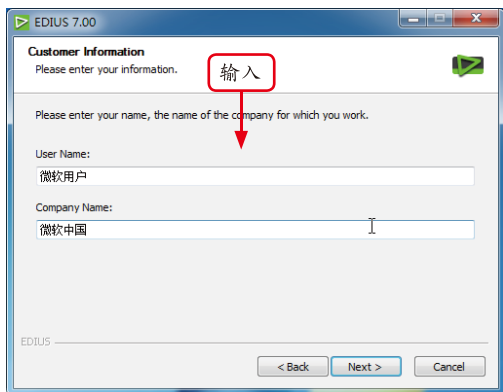 EDIUS 7.00
Customer Information
Please enter your information.
输入
Please enter your name, the name of the company for which you work.
User Name:
微软用户
Company Name:
微软中国
EDIUS
< Back Next > Cancel